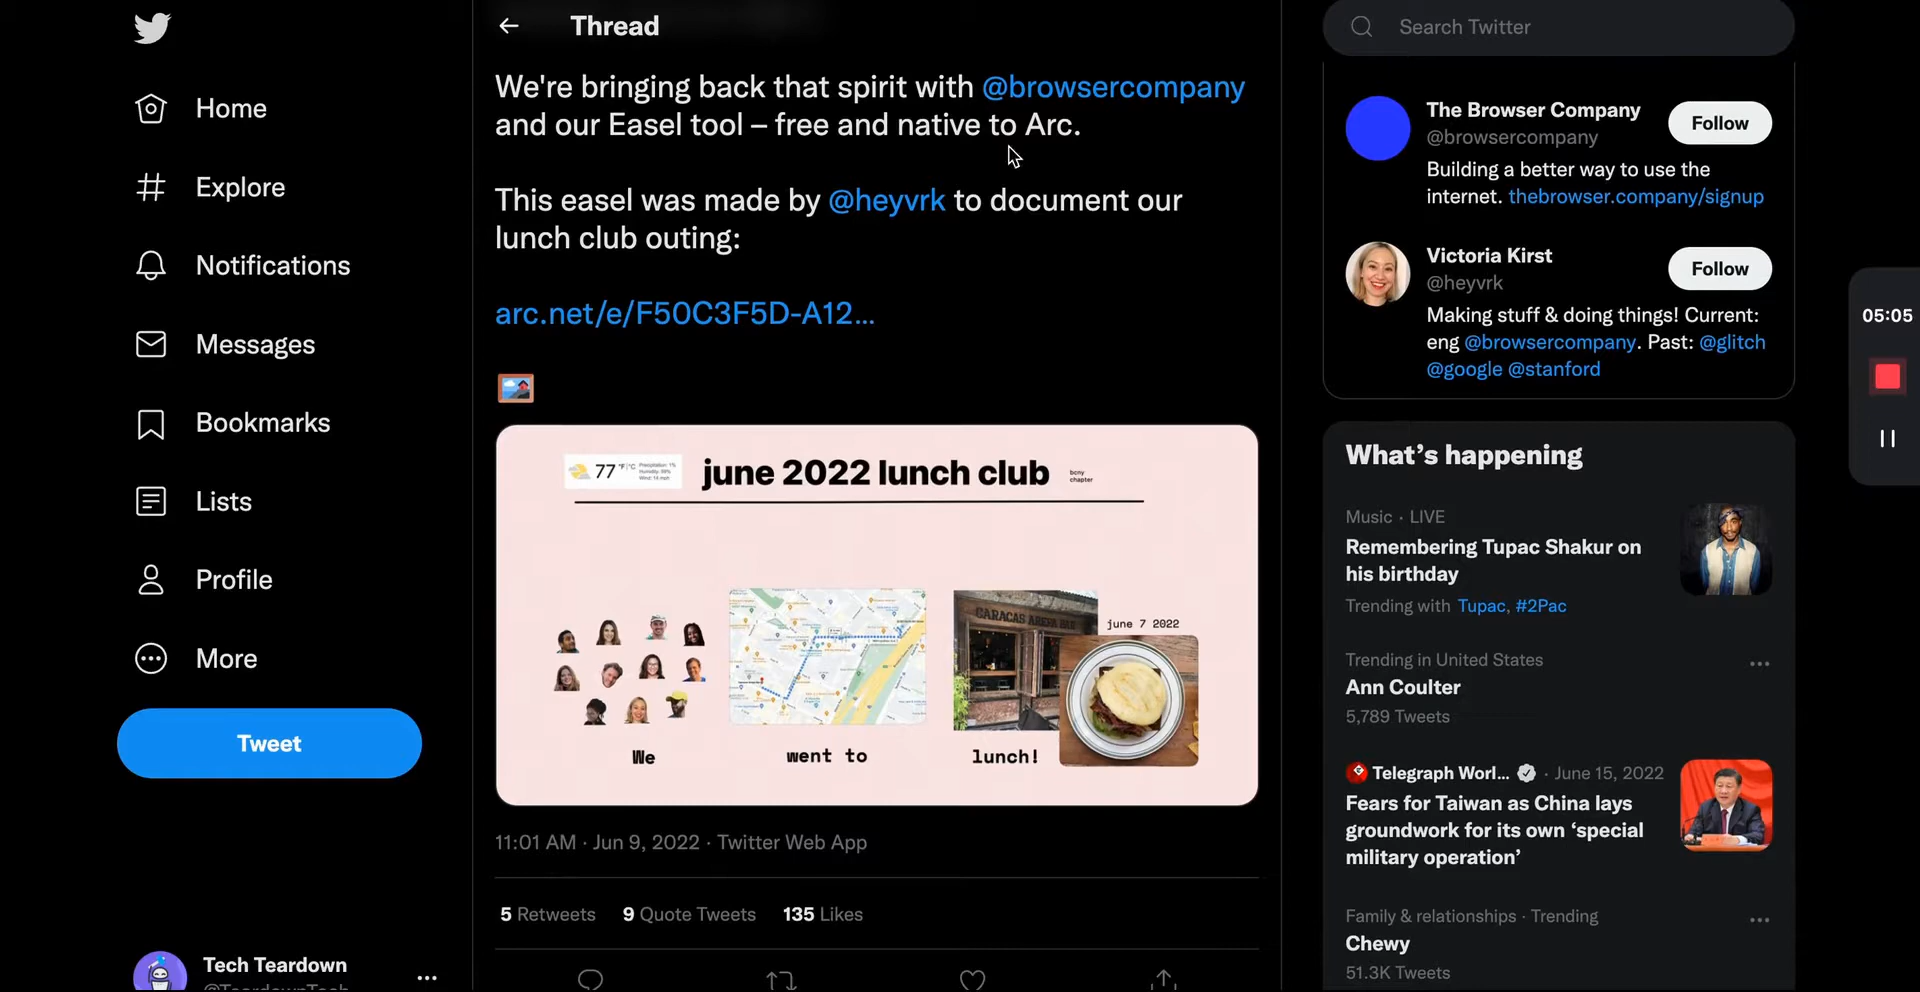 Home
Explore
Notifications
Messages
Bookmarks
Lists
Profile
More
Tweet
Tech Teardown
Thread
We're bringing back that spirit with @browsercompany
and our Easel tool – free and native to Arc.
This easel was made by @heyvrk to document our
lunch club outing:
arc.net/e/F50C3F5D-A12...
77 °F|°C
Precipitation: 1%
Wind: 14 mph
june 2022 lunch club
bcny
chapter
CARACAS AREPA BAR
june 7 2022
We
went to
lunch!
11:01 AM · Jun 9, 2022 · Twitter Web App
5 Retweets 9 Quote Tweets 135 Likes
Search Twitter
The Browser Company
@browsercompany
Follow
Building a better way to use the
internet. thebrowser.company/signup
Victoria Kirst
@heyvrk
Follow
Making stuff & doing things! Current:
eng @browsercompany. Past: @glitch
@google @stanford
What's happening
Music · LIVE
Remembering Tupac Shakur on
his birthday
Trending with Tupac, #2Pac
Trending in United States
Ann Coulter
5,789 Tweets
Telegraph Worl... · June 15, 2022
Fears for Taiwan as China lays
groundwork for its own ‘special
military operation’
Family & relationships · Trending
Chewy
51.3K Tweets
05:05